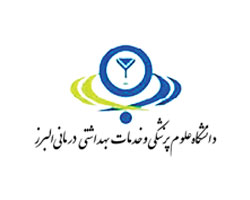 دانشگاه علوم پزشکی و خدمات بهداشتی درمانی البرز